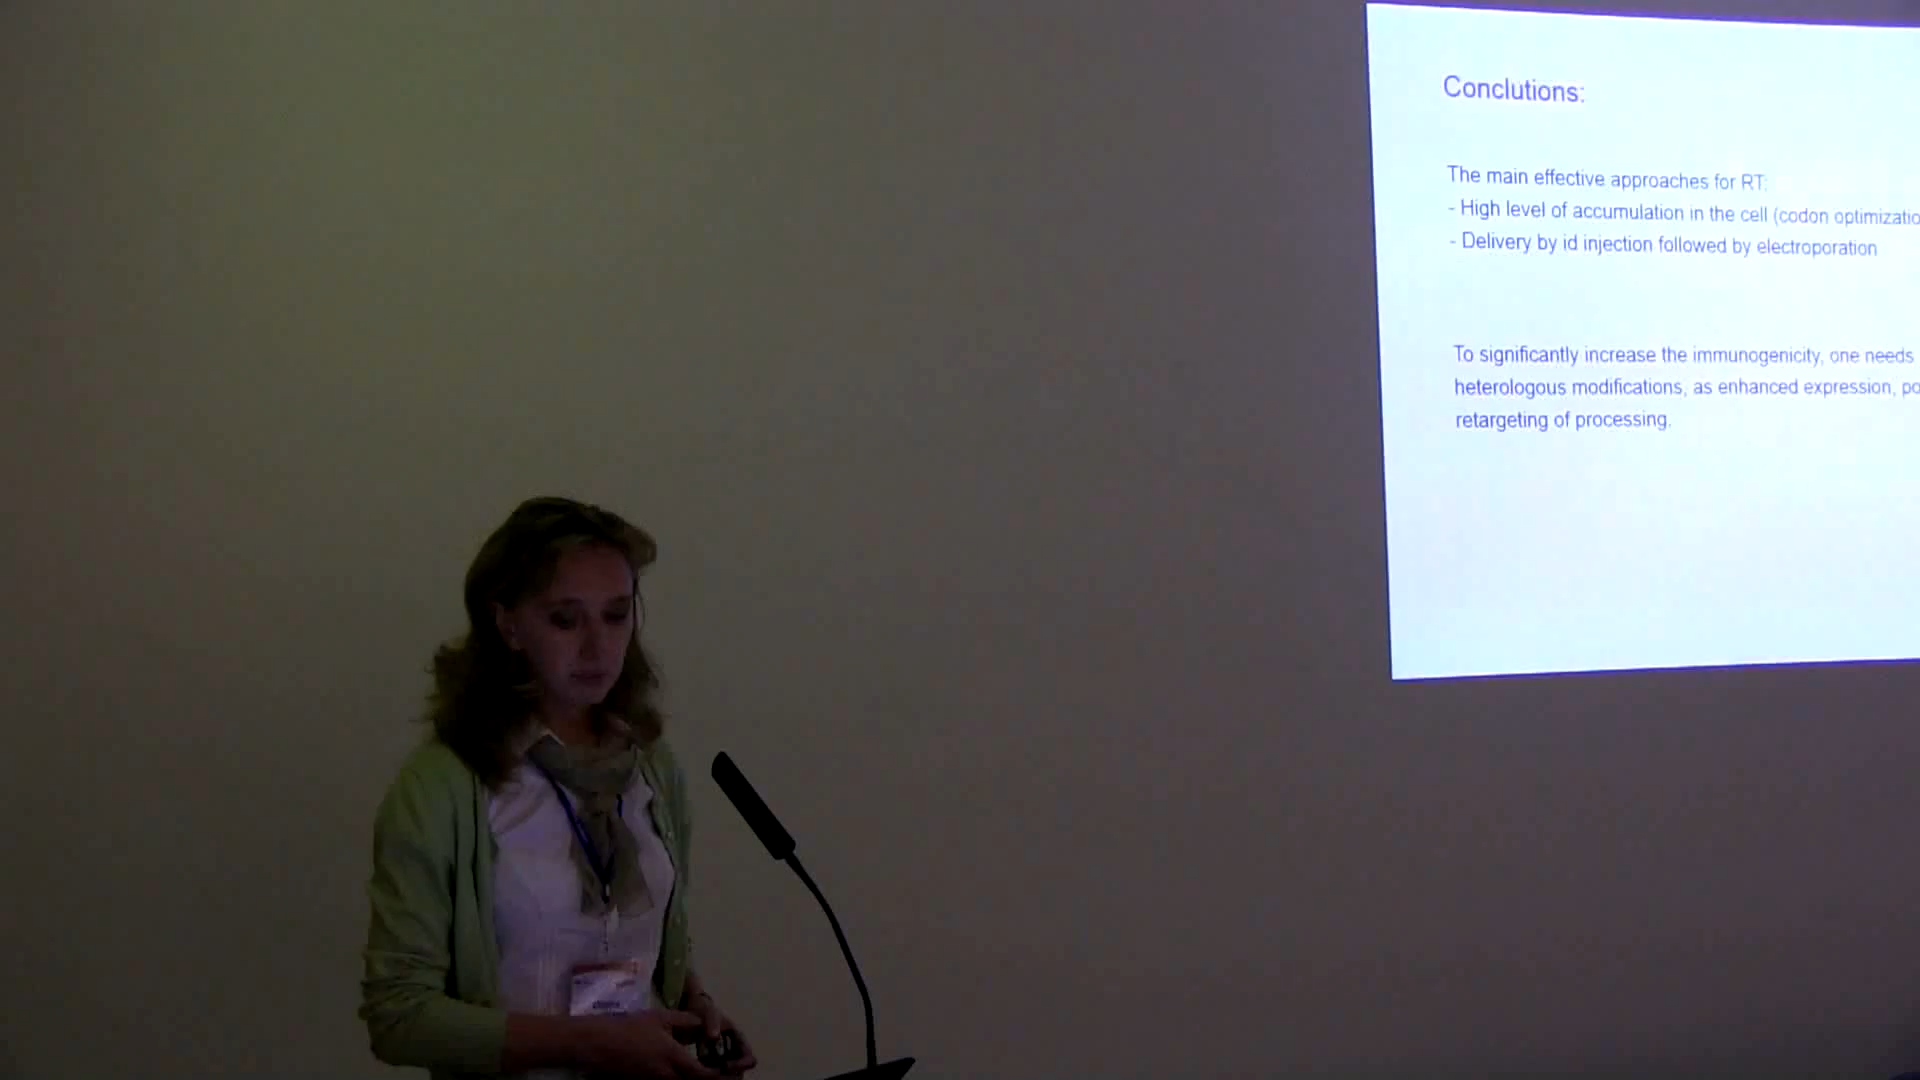 Conclutions:
The main effective approaches for RT:
- High level of accumulation in the cell (codon optimizatio
- Delivery by id injection followed by electroporation
To significantly increase the immunogenicity, one needs
heterologous modifications, as enhanced expression, po
retargeting of processing.